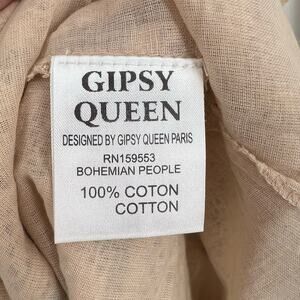 GIPSY
QUEEN
DESIGNED BY GIPSY QUEEN PARIS
RN159553
BOHEMIAN PEOPLE
100% COTON
COTTON